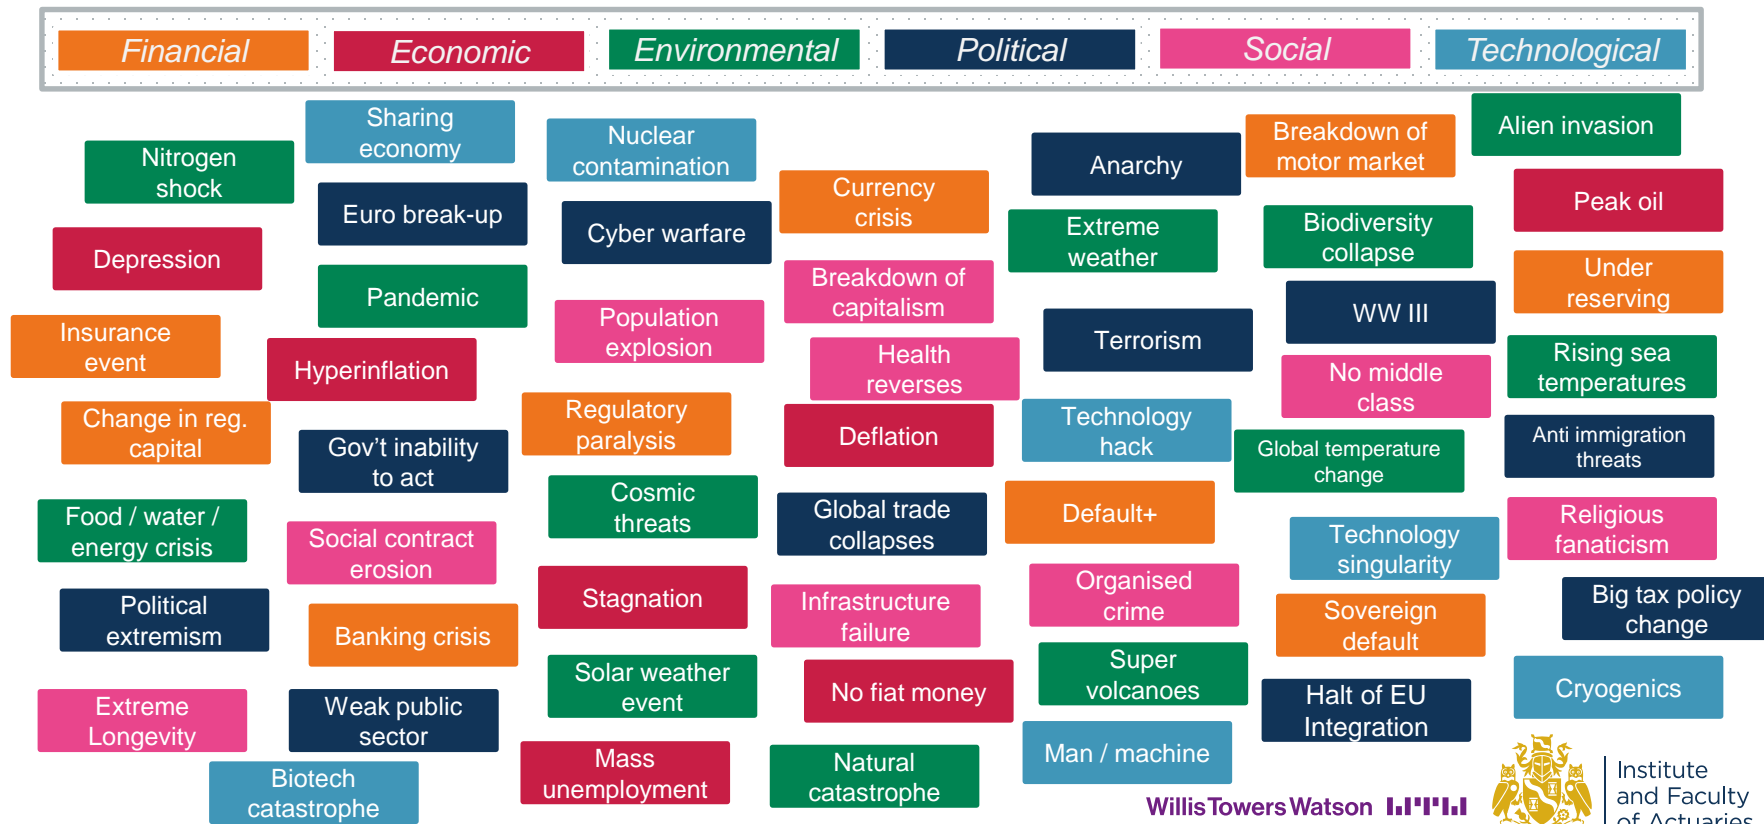 Financial
Economic
Environmental
Political
Social
Technological
Sharing
economy
Nitrogen
shock
Nuclear
contamination
Anarchy
Breakdown of
motor market
Alien invasion
Euro break-up
Cyber warfare
Currency
crisis
Extreme
weather
Biodiversity
collapse
Peak oil
Depression
Pandemic
Population
explosion
Breakdown of
capitalism
Terrorism
WW III
Under
reserving
Insurance
event
Hyperinflation
Health
reverses
No middle
class
Rising sea
temperatures
Change in reg.
capital
Gov't inability
to act
Regulatory
paralysis
Deflation
Technology
hack
Global temperature
change
Anti immigration
threats
Food / water /
energy crisis
Social contract
erosion
Cosmic
threats
Global trade
collapses
Default+
Technology
singularity
Religious
fanaticism
Political
extremism
Banking crisis
Stagnation
Infrastructure
failure
Organised
crime
Sovereign
default
Big tax policy
change
Extreme
Longevity
Weak public
sector
Solar weather
event
No fiat money
Super
volcanoes
Halt of EU
Integration
Cryogenics
Biotech
catastrophe
Mass
unemployment
Natural
catastrophe
Man / machine
Willis Towers Watson
Institute
and Faculty
of Actuaries